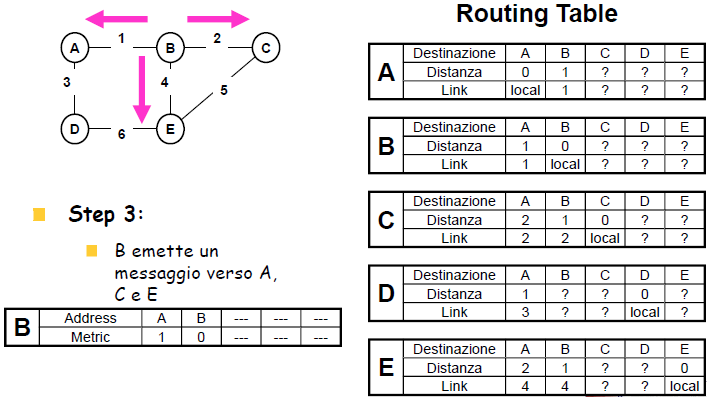 Routing Table
A 1 B 2 C
3 4 5
D 6 E
A
Destinazione A B C D E
Distanza 0 1 ? ? ?
Link local 1 ? ? ?
B
Destinazione A B C D E
Distanza 1 0 ? ? ?
Link 1 local ? ? ?
C
Destinazione A B C D E
Distanza 2 1 0 ? ?
Link 2 2 local ? ?
D
Destinazione A B C D E
Distanza 1 ? ? 0 ?
Link 3 ? ? local ?
E
Destinazione A B C D E
Distanza 2 1 ? ? 0
Link 4 4 ? ? local
Step 3:
B emette un
messaggio verso A,
C e E
B
Address A B --- --- ---
Metric 1 0 --- --- ---